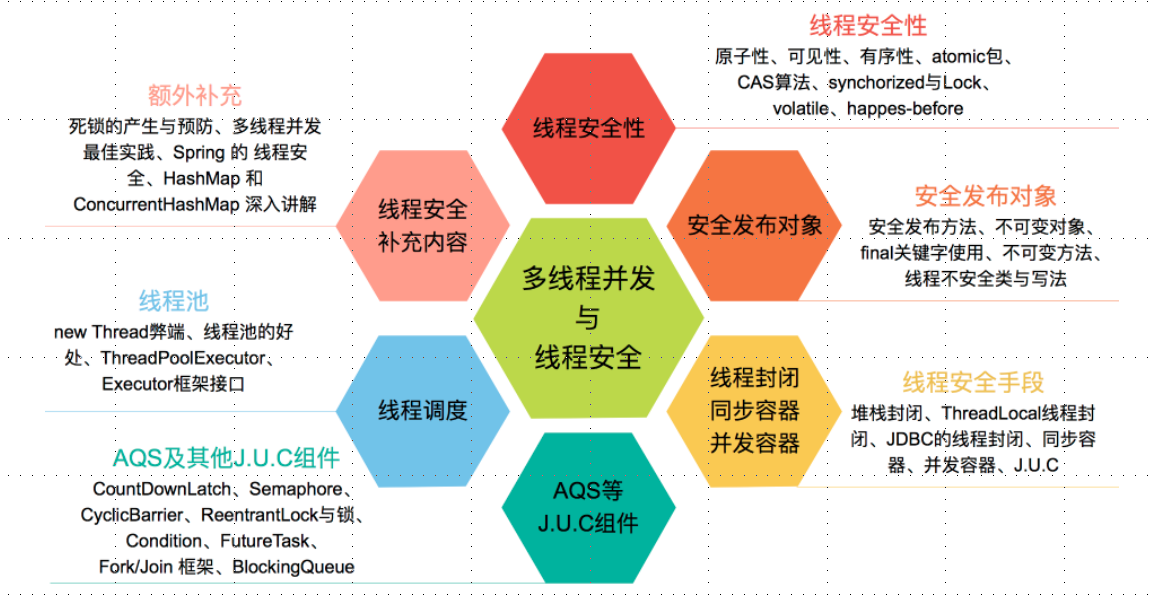 线程安全性
原子性、可见性、有序性、atomic包、
CAS算法、synchorized与Lock、
volatile、happes-before
线程安全性
额外补充
死锁的产生与预防、多线程并发
最佳实践、Spring 的 线程安
全、HashMap 和
ConcurrentHashMap 深入讲解
线程安全
补充内容
安全发布对象
安全发布对象
安全发布方法、不可变对象、
final关键字使用、不可变方法、
线程不安全类与写法
多线程并发
与
线程安全
线程池
new Thread弊端、线程池的好
处、ThreadPoolExecutor、
Executor框架接口
线程调度
线程封闭
同步容器
并发容器
线程安全手段
堆栈封闭、ThreadLocal线程封
闭、JDBC的线程封闭、同步容
器、并发容器、J.U.C
AQS及其他J.U.C组件
CountDownLatch、Semaphore、
CyclicBarrier、ReentrantLock与锁、
Condition、FutureTask、
Fork/Join 框架、BlockingQueue
AQS等
J.U.C组件